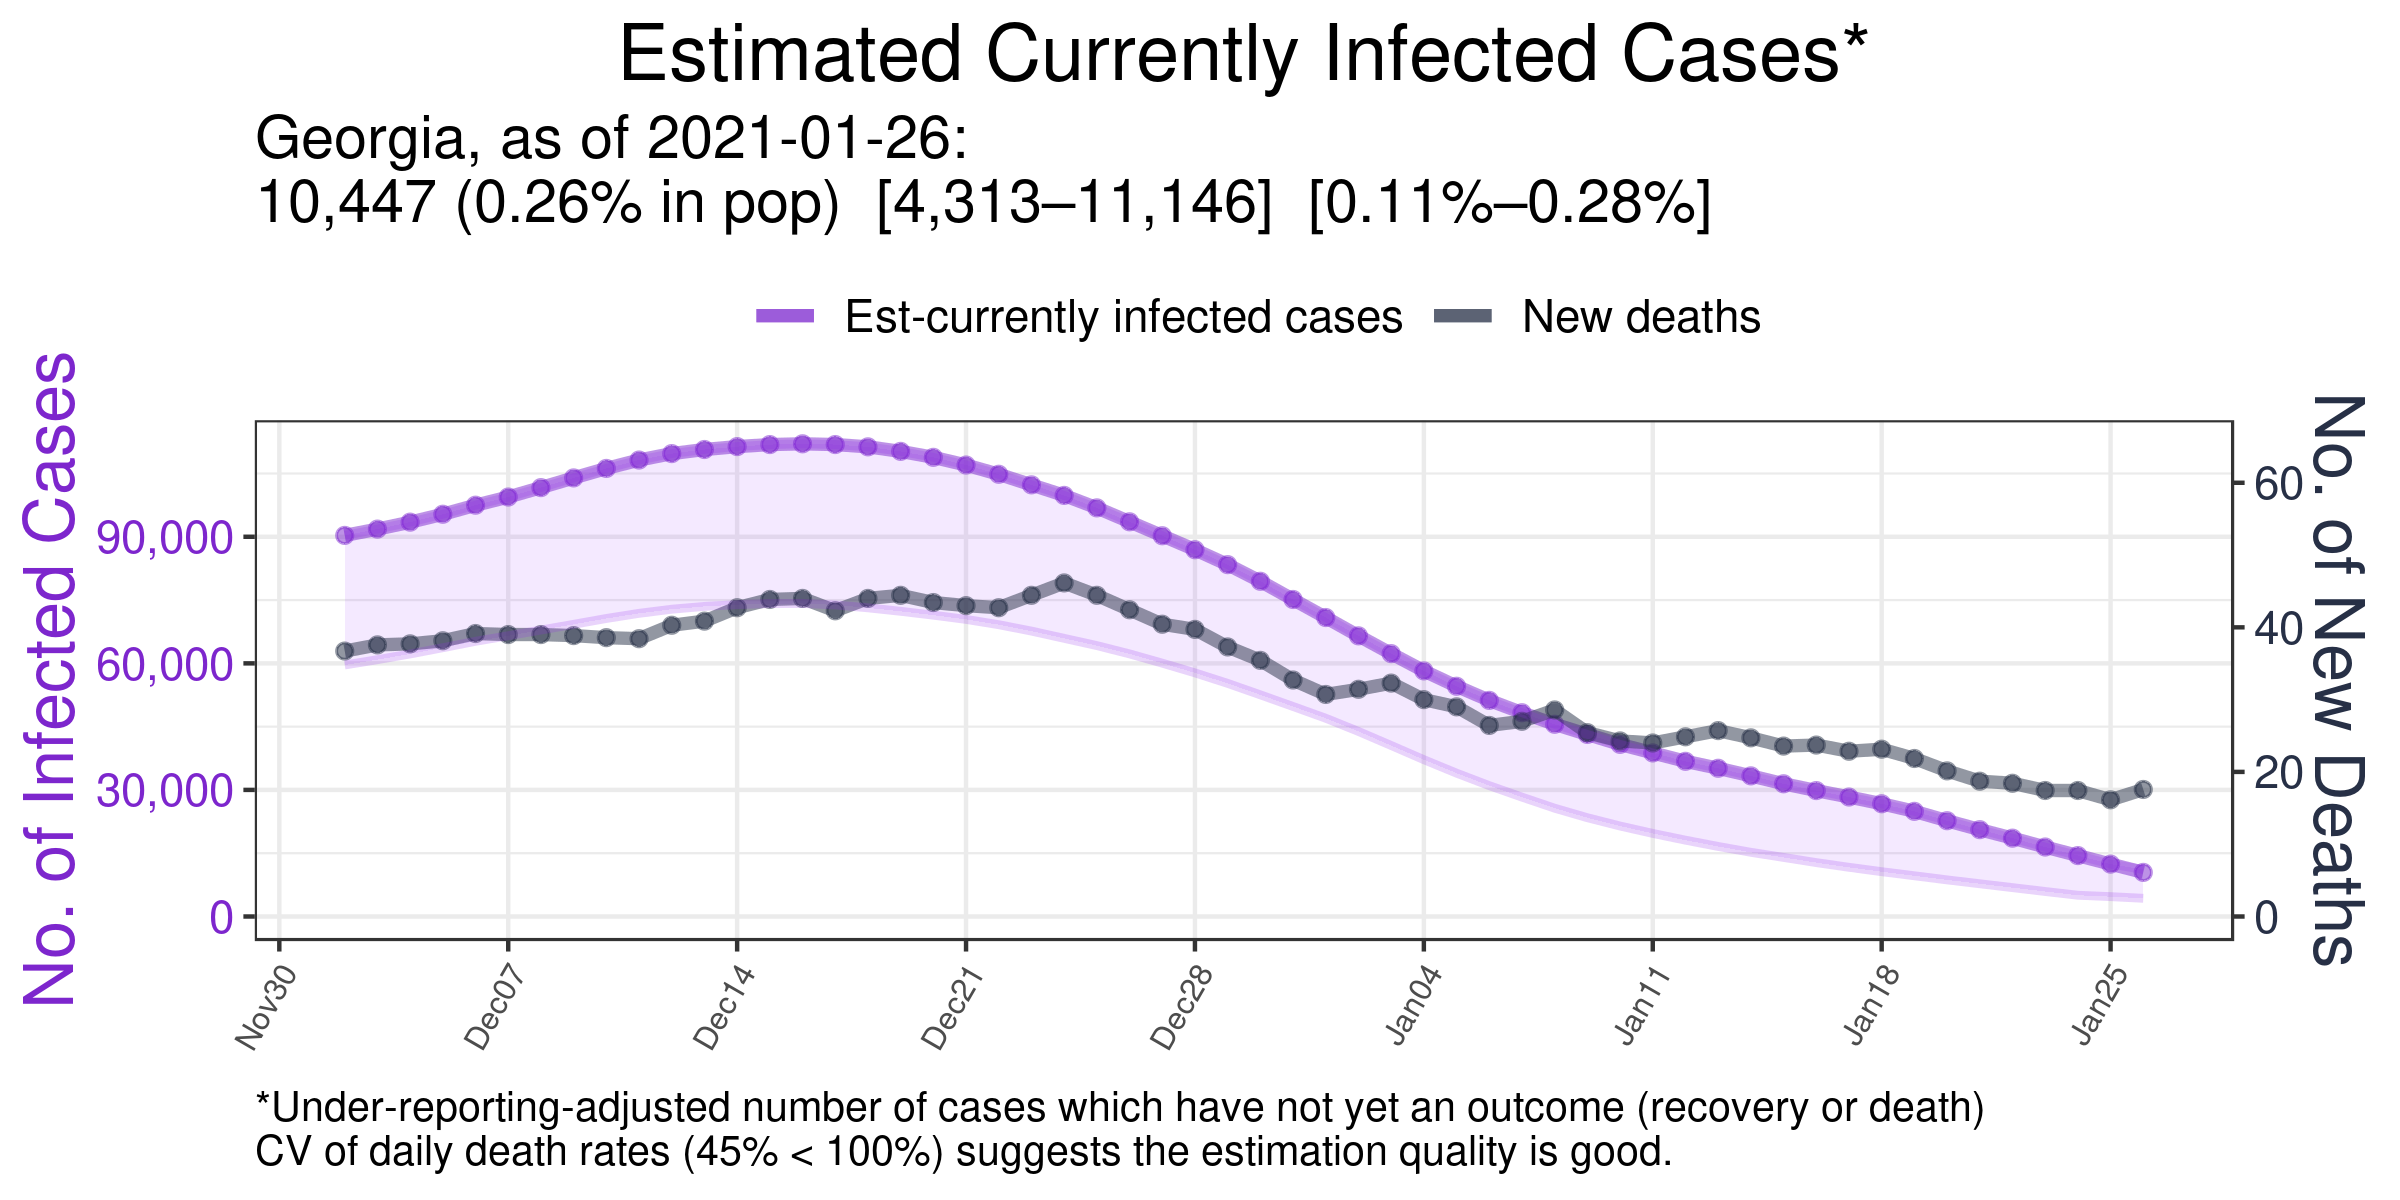 Estimated Currently Infected Cases*
Georgia, as of 2021-01-26:
10,447 (0.26% in pop)  [4,313–11,146]  [0.11%–0.28%]
Est-currently infected cases
New deaths
No. of Infected Cases
90,000
60,000
30,000
0
60
40
20
0
No. of New Deaths
Nov30
Dec07
Dec14
Dec21
Dec28
Jan04
Jan11
Jan18
Jan25
*Under-reporting-adjusted number of cases which have not yet an outcome (recovery or death)
CV of daily death rates (45% < 100%) suggests the estimation quality is good.